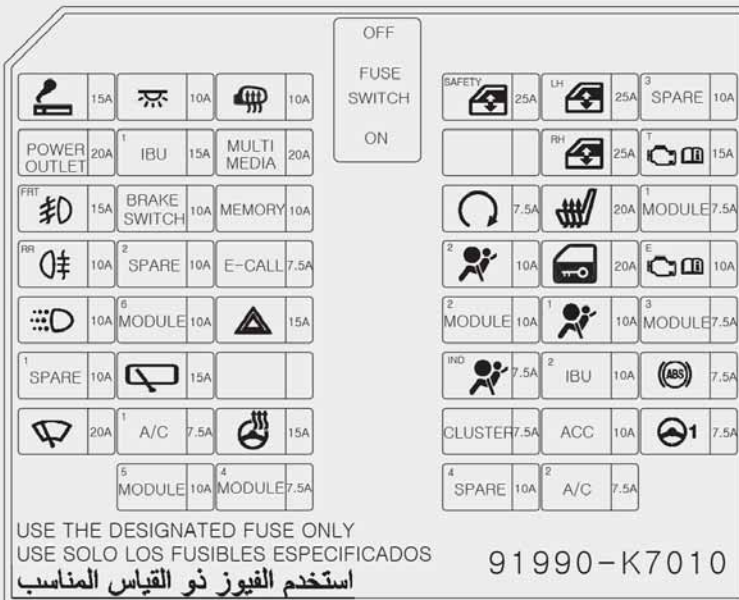 OFF
FUSE
SWITCH
ON
15A 10A 10A
POWER OUTLET 20A 1 IBU 15A MULTI MEDIA 20A
FRT 15A BRAKE SWITCH 10A MEMORY 10A
RR 10A 2 SPARE 10A E-CALL 7.5A
10A 6 MODULE 10A 15A
1 SPARE 10A 15A
20A 1 A/C 7.5A 15A
5 MODULE 10A 4 MODULE 7.5A
SAFETY 25A LH 25A 3 SPARE 10A
RH 25A T 15A
7.5A 20A 1 MODULE 7.5A
2 10A 20A E 10A
2 MODULE 10A 1 10A 3 MODULE 7.5A
IND 7.5A 2 IBU 10A ABS 7.5A
CLUSTER 7.5A ACC 10A 1 7.5A
4 SPARE 10A 2 A/C 7.5A
USE THE DESIGNATED FUSE ONLY
USE SOLO LOS FUSIBLES ESPECIFICADOS
استخدم الفيوز ذو القياس المناسب
91990-K7010